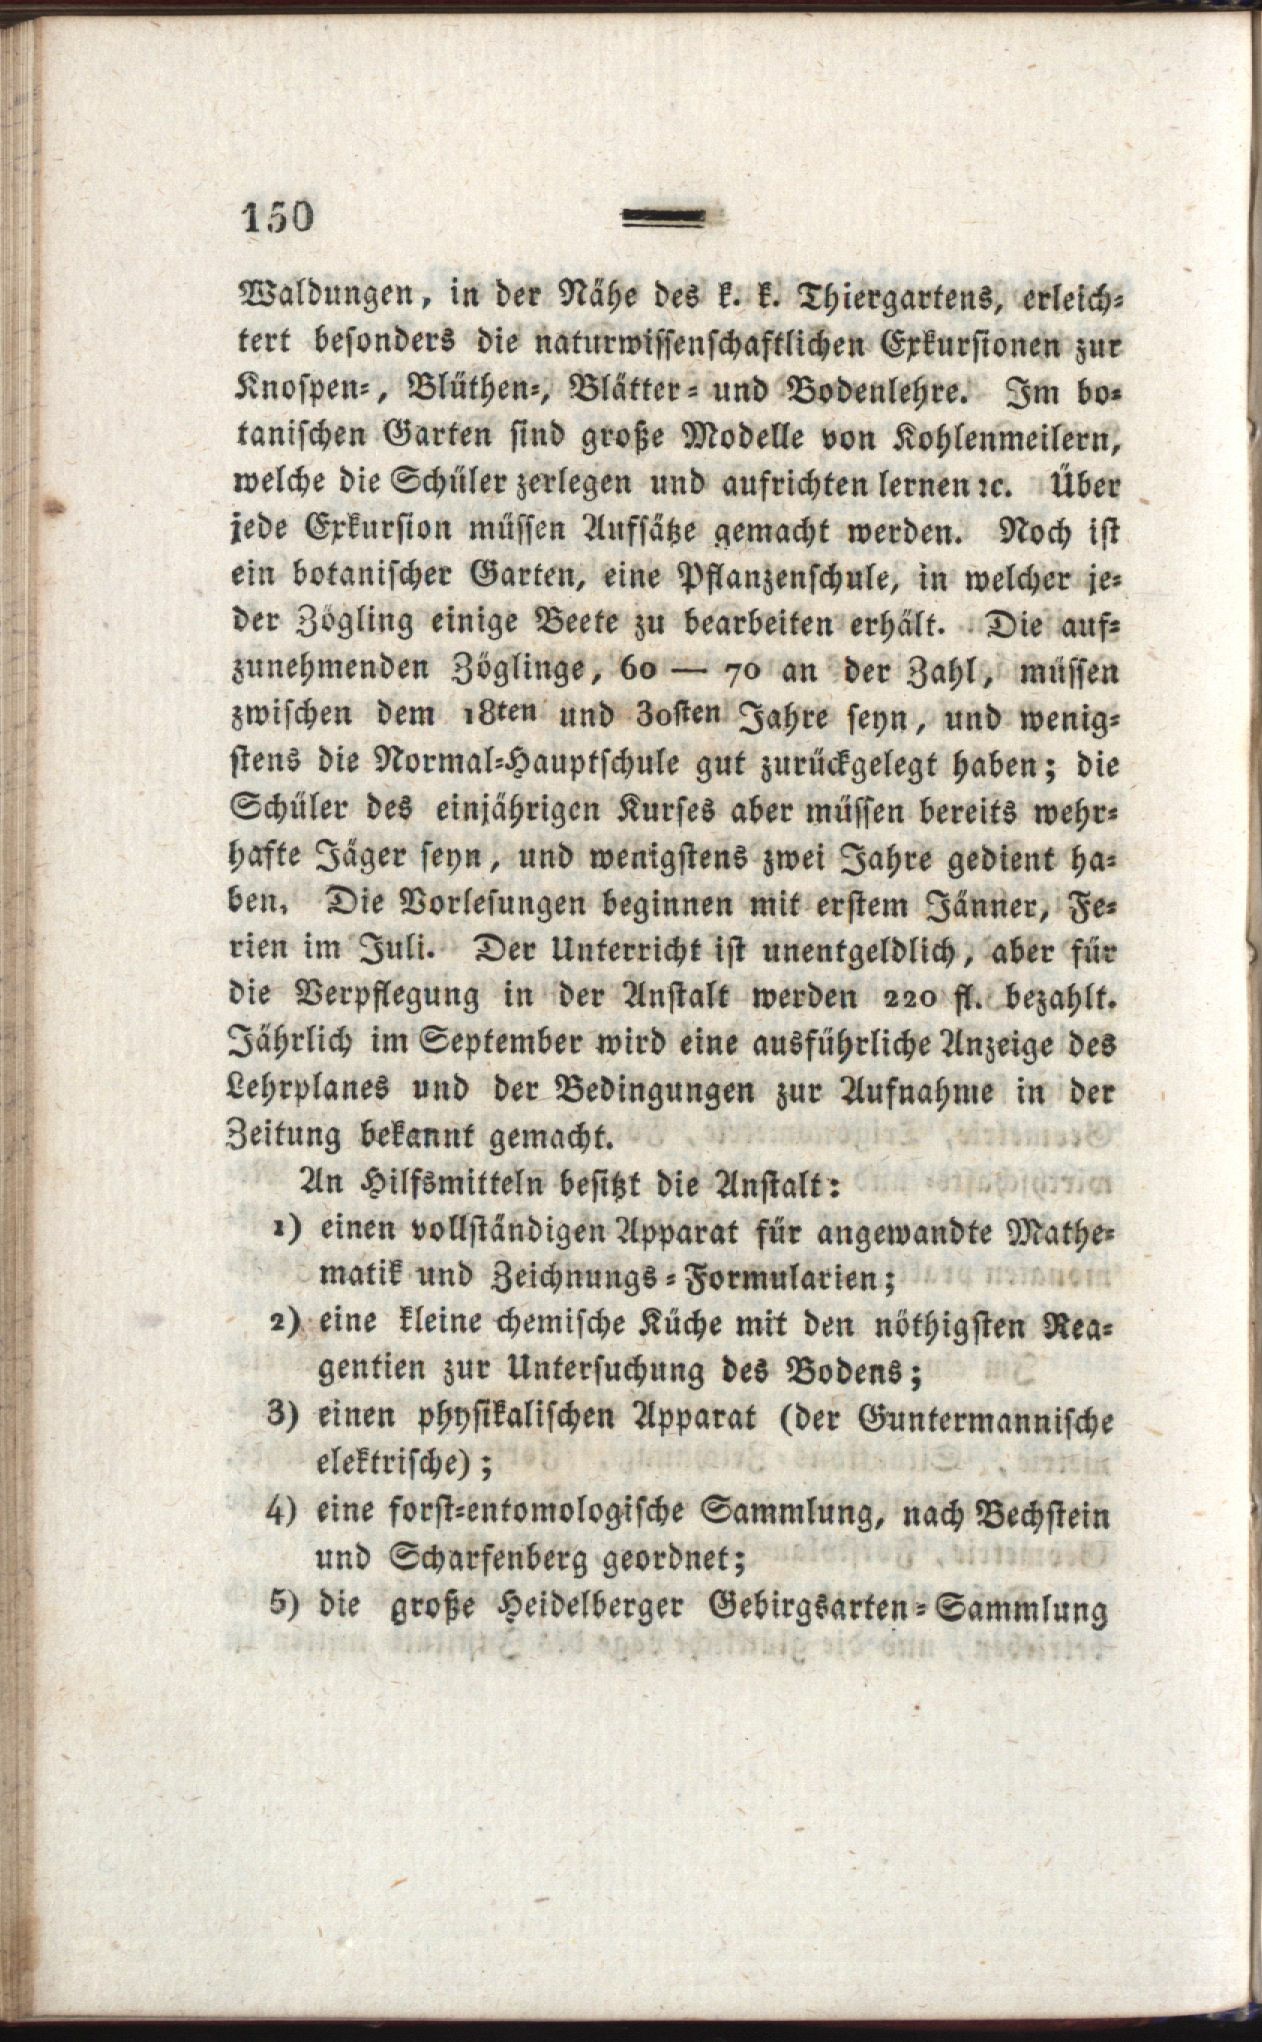 150
Waldungen, in der Nähe des k. k. Thiergartens, erleich-
tert besonders die naturwissenschaftlichen Exkursionen zur
Knospen-, Blüthen-, Blätter- und Bodenlehre. Im bo-
tanischen Garten sind große Modelle von Kohlenmeilern,
welche die Schüler zerlegen und aufrichten lernen ꝛc. Über
jede Exkursion müssen Aufsätze gemacht werden. Noch ist
ein botanischer Garten, eine Pflanzenschule, in welcher je-
der Zögling einige Beete zu bearbeiten erhält. Die auf-
zunehmenden Zöglinge, 60 — 70 an der Zahl, müssen
zwischen dem 18ten und 30sten Jahre seyn, und wenig-
stens die Normal-Hauptschule gut zurückgelegt haben; die
Schüler des einjährigen Kurses aber müssen bereits wehr-
hafte Jäger seyn, und wenigstens zwei Jahre gedient ha-
ben. Die Vorlesungen beginnen mit erstem Jänner, Fe-
rien im Juli. Der Unterricht ist unentgeldlich, aber für
die Verpflegung in der Anstalt werden 220 fl. bezahlt.
Jährlich im September wird eine ausführliche Anzeige des
Lehrplanes und der Bedingungen zur Aufnahme in der
Zeitung bekannt gemacht.
An Hilfsmitteln besitzt die Anstalt:
1) einen vollständigen Apparat für angewandte Mathe-
matik und Zeichnungs-Formularien;
2) eine kleine chemische Küche mit den nöthigsten Rea-
gentien zur Untersuchung des Bodens;
3) einen physikalischen Apparat (der Guntermannische
elektrische);
4) eine forst-entomologische Sammlung, nach Bechstein
und Scharfenberg geordnet;
5) die große Heidelberger Gebirgsarten-Sammlung